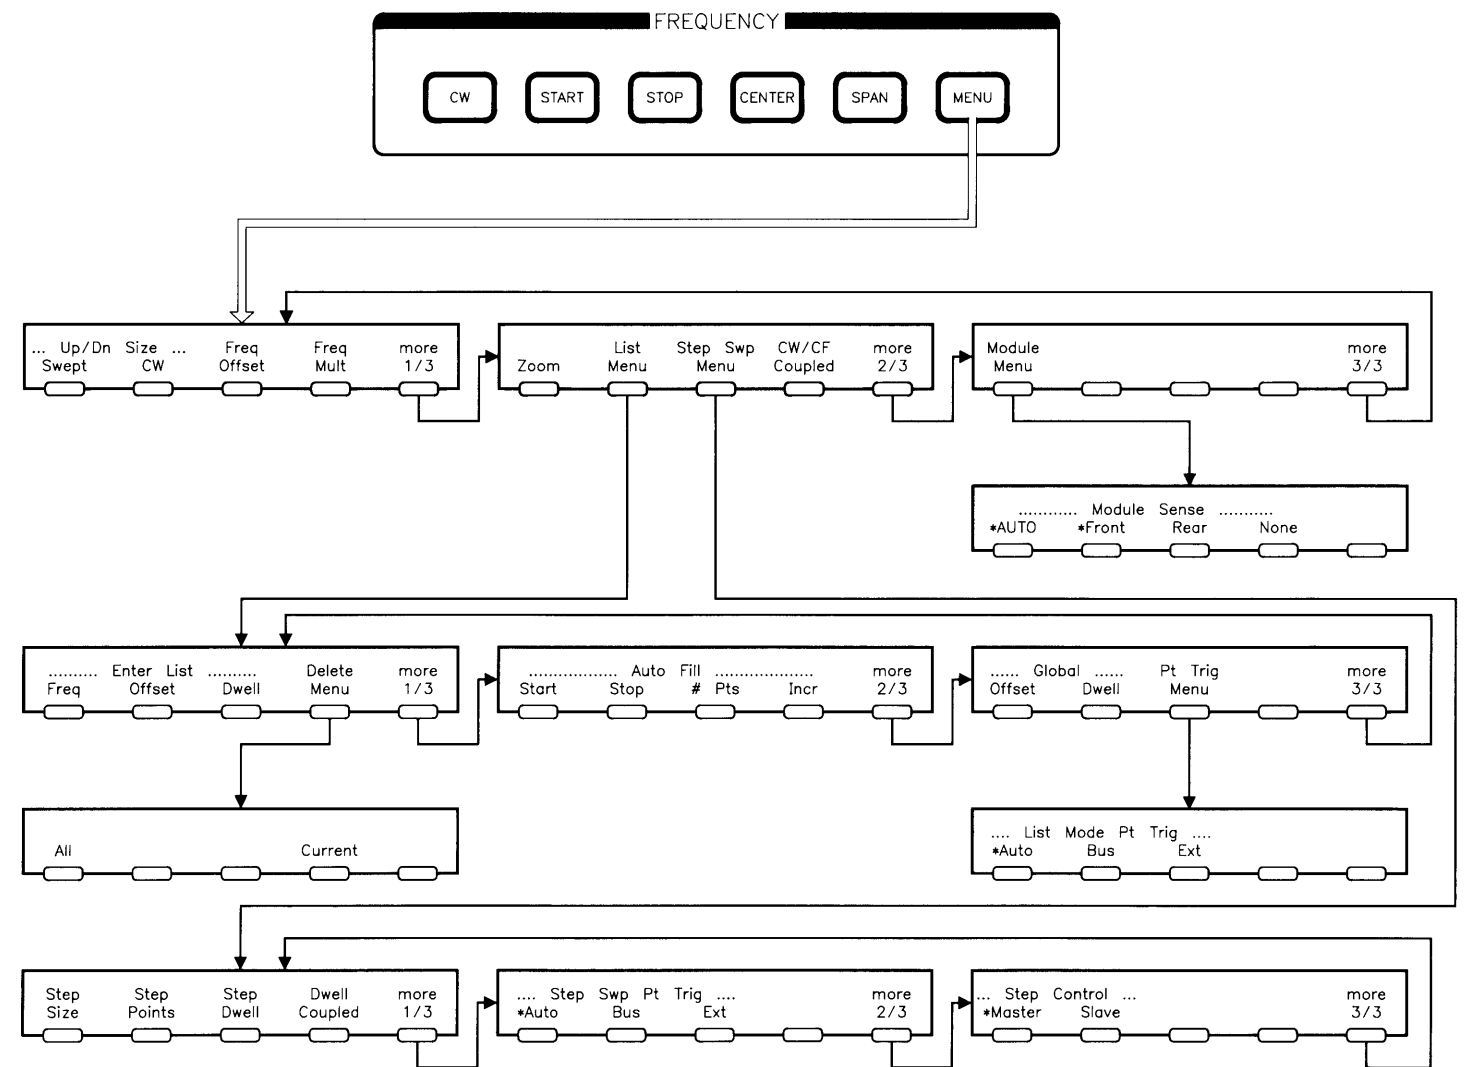 FREQUENCY
CW START STOP CENTER SPAN MENU
... Up/Dn Size ... Freq Freq more
Swept CW Offset Mult 1/3
List Step Swp CW/CF more
Zoom Menu Menu Coupled 2/3
Module more
Menu 3/3
............ Module Sense ...........
*AUTO *Front Rear None
.......... Enter List .......... Delete more
Freq Offset Dwell Menu 1/3
.................. Auto Fill ....................
more
Start Stop # Pts Incr 2/3
...... Global ...... Pt Trig more
Offset Dwell Menu 3/3
All Current
.... List Mode Pt Trig ....
*Auto Bus Ext
Step Step Step Dwell more
Size Points Dwell Coupled 1/3
.... Step Swp Pt Trig .... more
*Auto Bus Ext 2/3
... Step Control ... more
*Master Slave 3/3